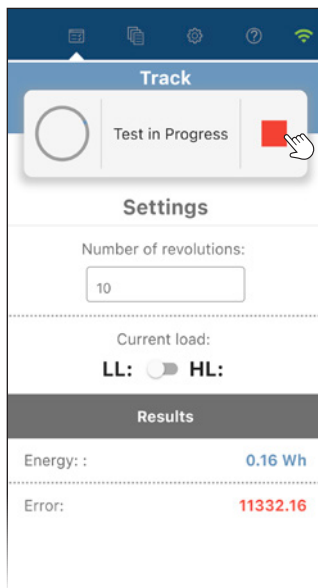 Track
Test in Progress
Settings
Number of revolutions:
10
Current load:
LL: HL:
Results
Energy: : 0.16 Wh
Error: 11332.16